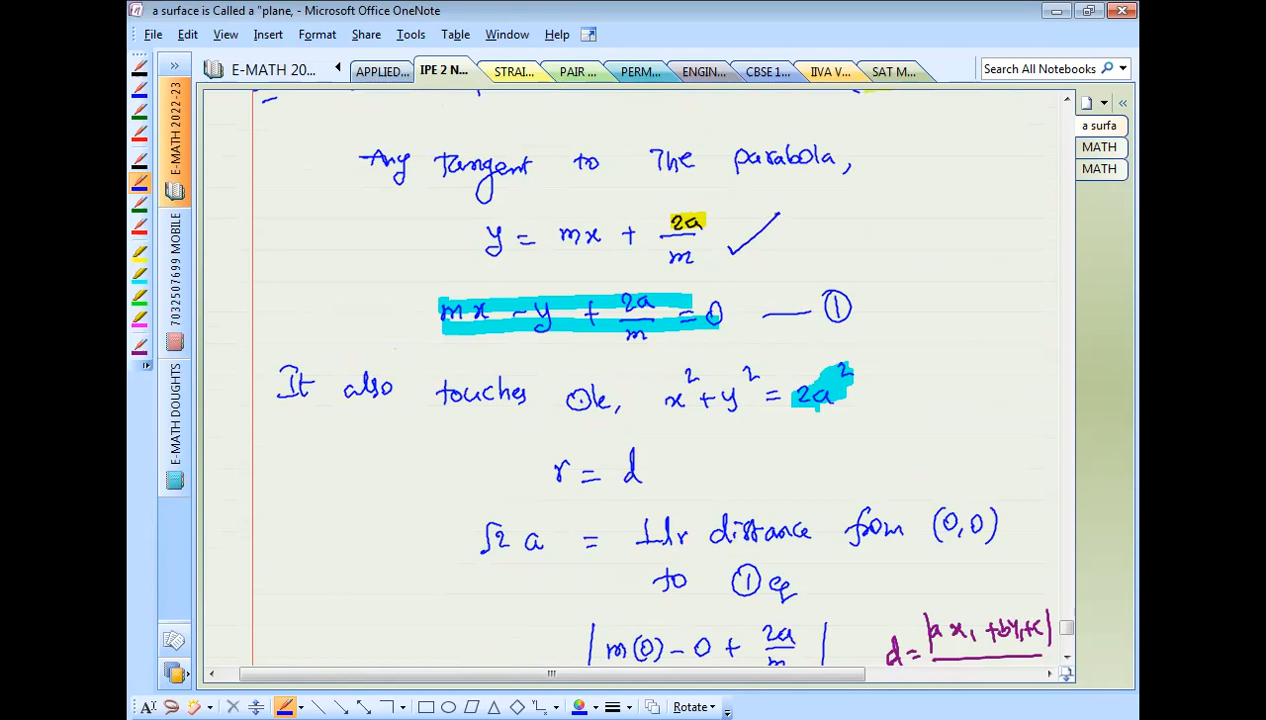 a surface is Called a "plane, - Microsoft Office OneNote
File Edit View Insert Format Share Tools Table Window Help
E-MATH 20... APPLIED... IPE 2 N... STRAI... PAIR ... PERM... ENGIN... CBSE 1... IIVA V... SAT M... Search All Notebooks
a surfa
MATH
MATH
E-MATH 2022-23
7032507699 MOBILE
E-MATH DOUGHTS
Any tangent to The parabola,
y = mx + 2a/m ✓
mx - y + 2a/m = 0 — ①
It also touches ⊙le, x² + y² = 2a²
r = d
√2 a = ⊥lr distance from (0,0)
to ① eq
| m(0) - 0 + 2a/m |
d = |ax₁ + by₁ + c|
Rotate